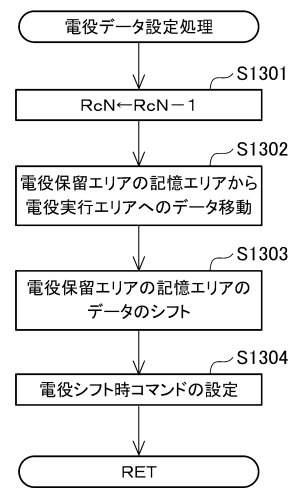 電役データ設定処理
S1301
RcN←RcN－1
S1302
電役保留エリアの記憶エリアから
電役実行エリアへのデータ移動
S1303
電役保留エリアの記憶エリアの
データのシフト
S1304
電役シフト時コマンドの設定
RET